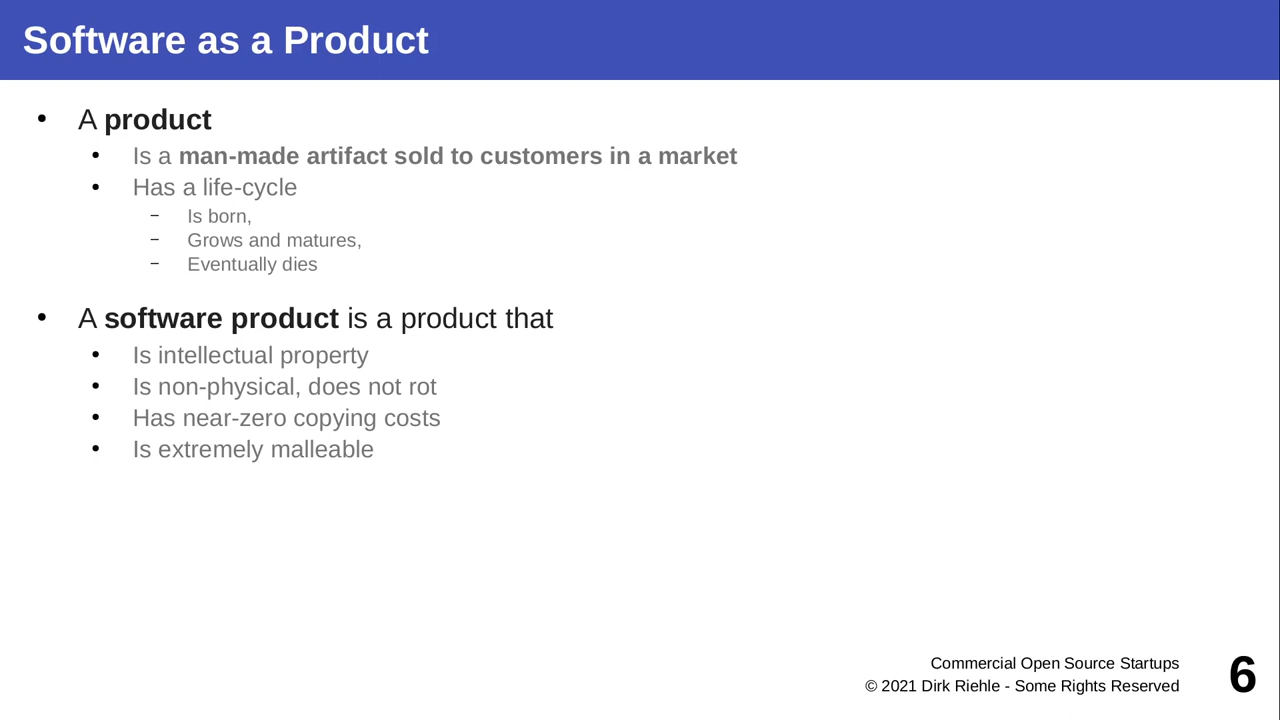 Software as a Product
• A product
• Is a man-made artifact sold to customers in a market
• Has a life-cycle
– Is born,
– Grows and matures,
– Eventually dies
• A software product is a product that
• Is intellectual property
• Is non-physical, does not rot
• Has near-zero copying costs
• Is extremely malleable
Commercial Open Source Startups
© 2021 Dirk Riehle - Some Rights Reserved
6